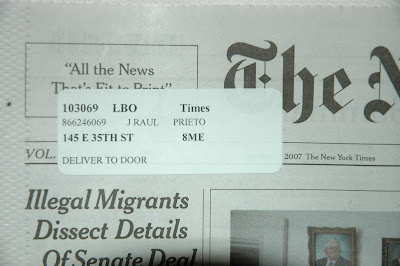 "All the News
That's Fit to Print"
The N
103069 LBO Times
866246069 J RAUL PRIETO
145 E 35TH ST 8ME
DELIVER TO DOOR
VOL.
2007 The New York Times
Illegal Migrants
Dissect Details
Of Senate Deal